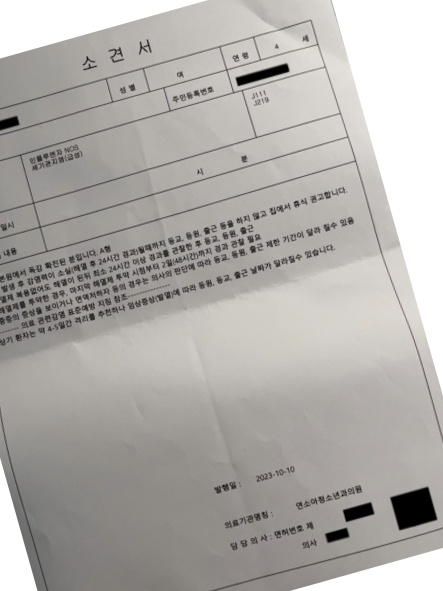 소 견 서
성 별 여 연 령 4 세
주민등록번호
인플루엔자 NOS
세기관지염(급성)
J111
J219
일시 시 분
내용
본원에서 독감 확진된 분입니다. A형
발생 후 감염력이 소실(해열 후 24시간 경과)될때까지 등교, 등원, 출근 등을 하지 않고 집에서 휴식 권고합니다.
해열제 복용없어도 해열이 된뒤 최소 24시간 이상 경과를 관찰한 후 등교, 등원, 출근
해열제를 투약한 경우, 마지막 해열제 투약 시점부터 2일(48시간)까지 경과 관찰 필요
중증의 증상을 보이거나 면역저하자 등의 경우는 의사의 판단에 따라 등교, 등원, 출근 제한 기간이 달라 질수 있음
-------- 의료 관련감염 표준예방 지침 참조--------------
상기 환자는 약 4-5일간 격리를 추천하나 임상증상(발열)에 따라 등원, 등교, 출근 날짜가 달라질수 있습니다.
발행일 : 2023-10-10
의료기관명칭 : 연소아청소년과의원
담 당 의 사 : 면허번호 제
의사